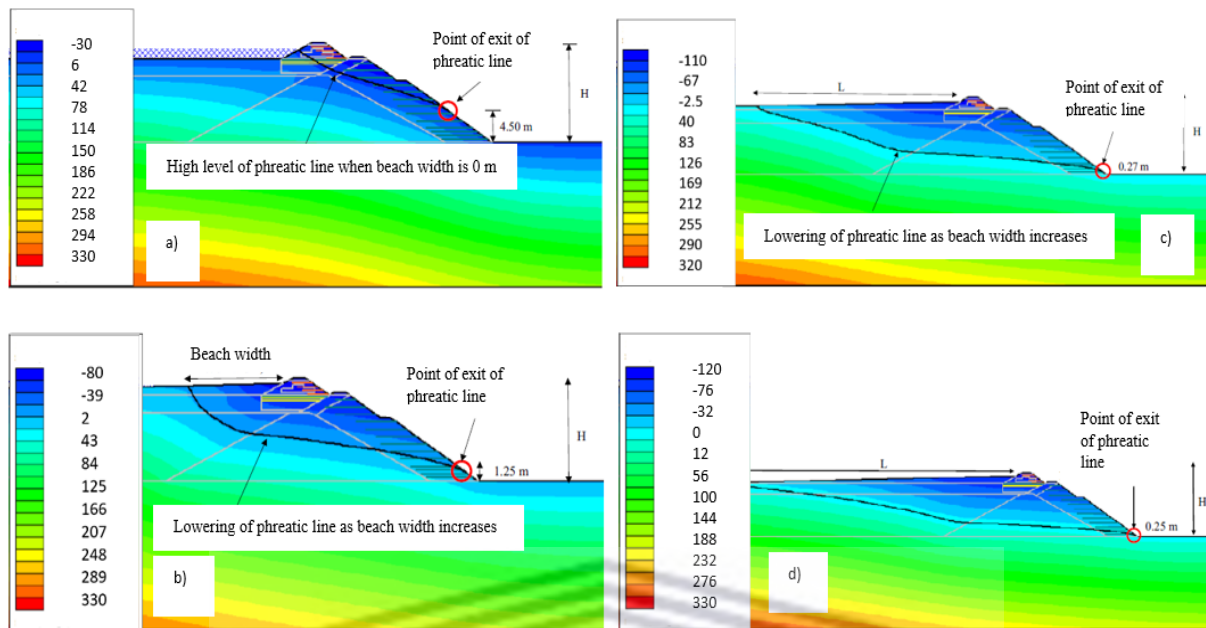 -30
6
42
78
114
150
186
222
258
294
330
Point of exit of
phreatic line
H
4.50 m
High level of phreatic line when beach width is 0 m
a)
-110
-67
-2.5
40
83
126
169
212
255
290
320
L
Point of exit of
phreatic line
H
0.27 m
Lowering of phreatic line as beach width increases
c)
-80
-39
2
43
84
125
166
207
248
289
330
Beach width
Point of exit of
phreatic line
H
1.25 m
Lowering of phreatic line as beach width increases
b)
-120
-76
-32
0
12
56
100
144
188
232
276
330
L
Point of exit
of phreatic
line
H
0.25 m
d)